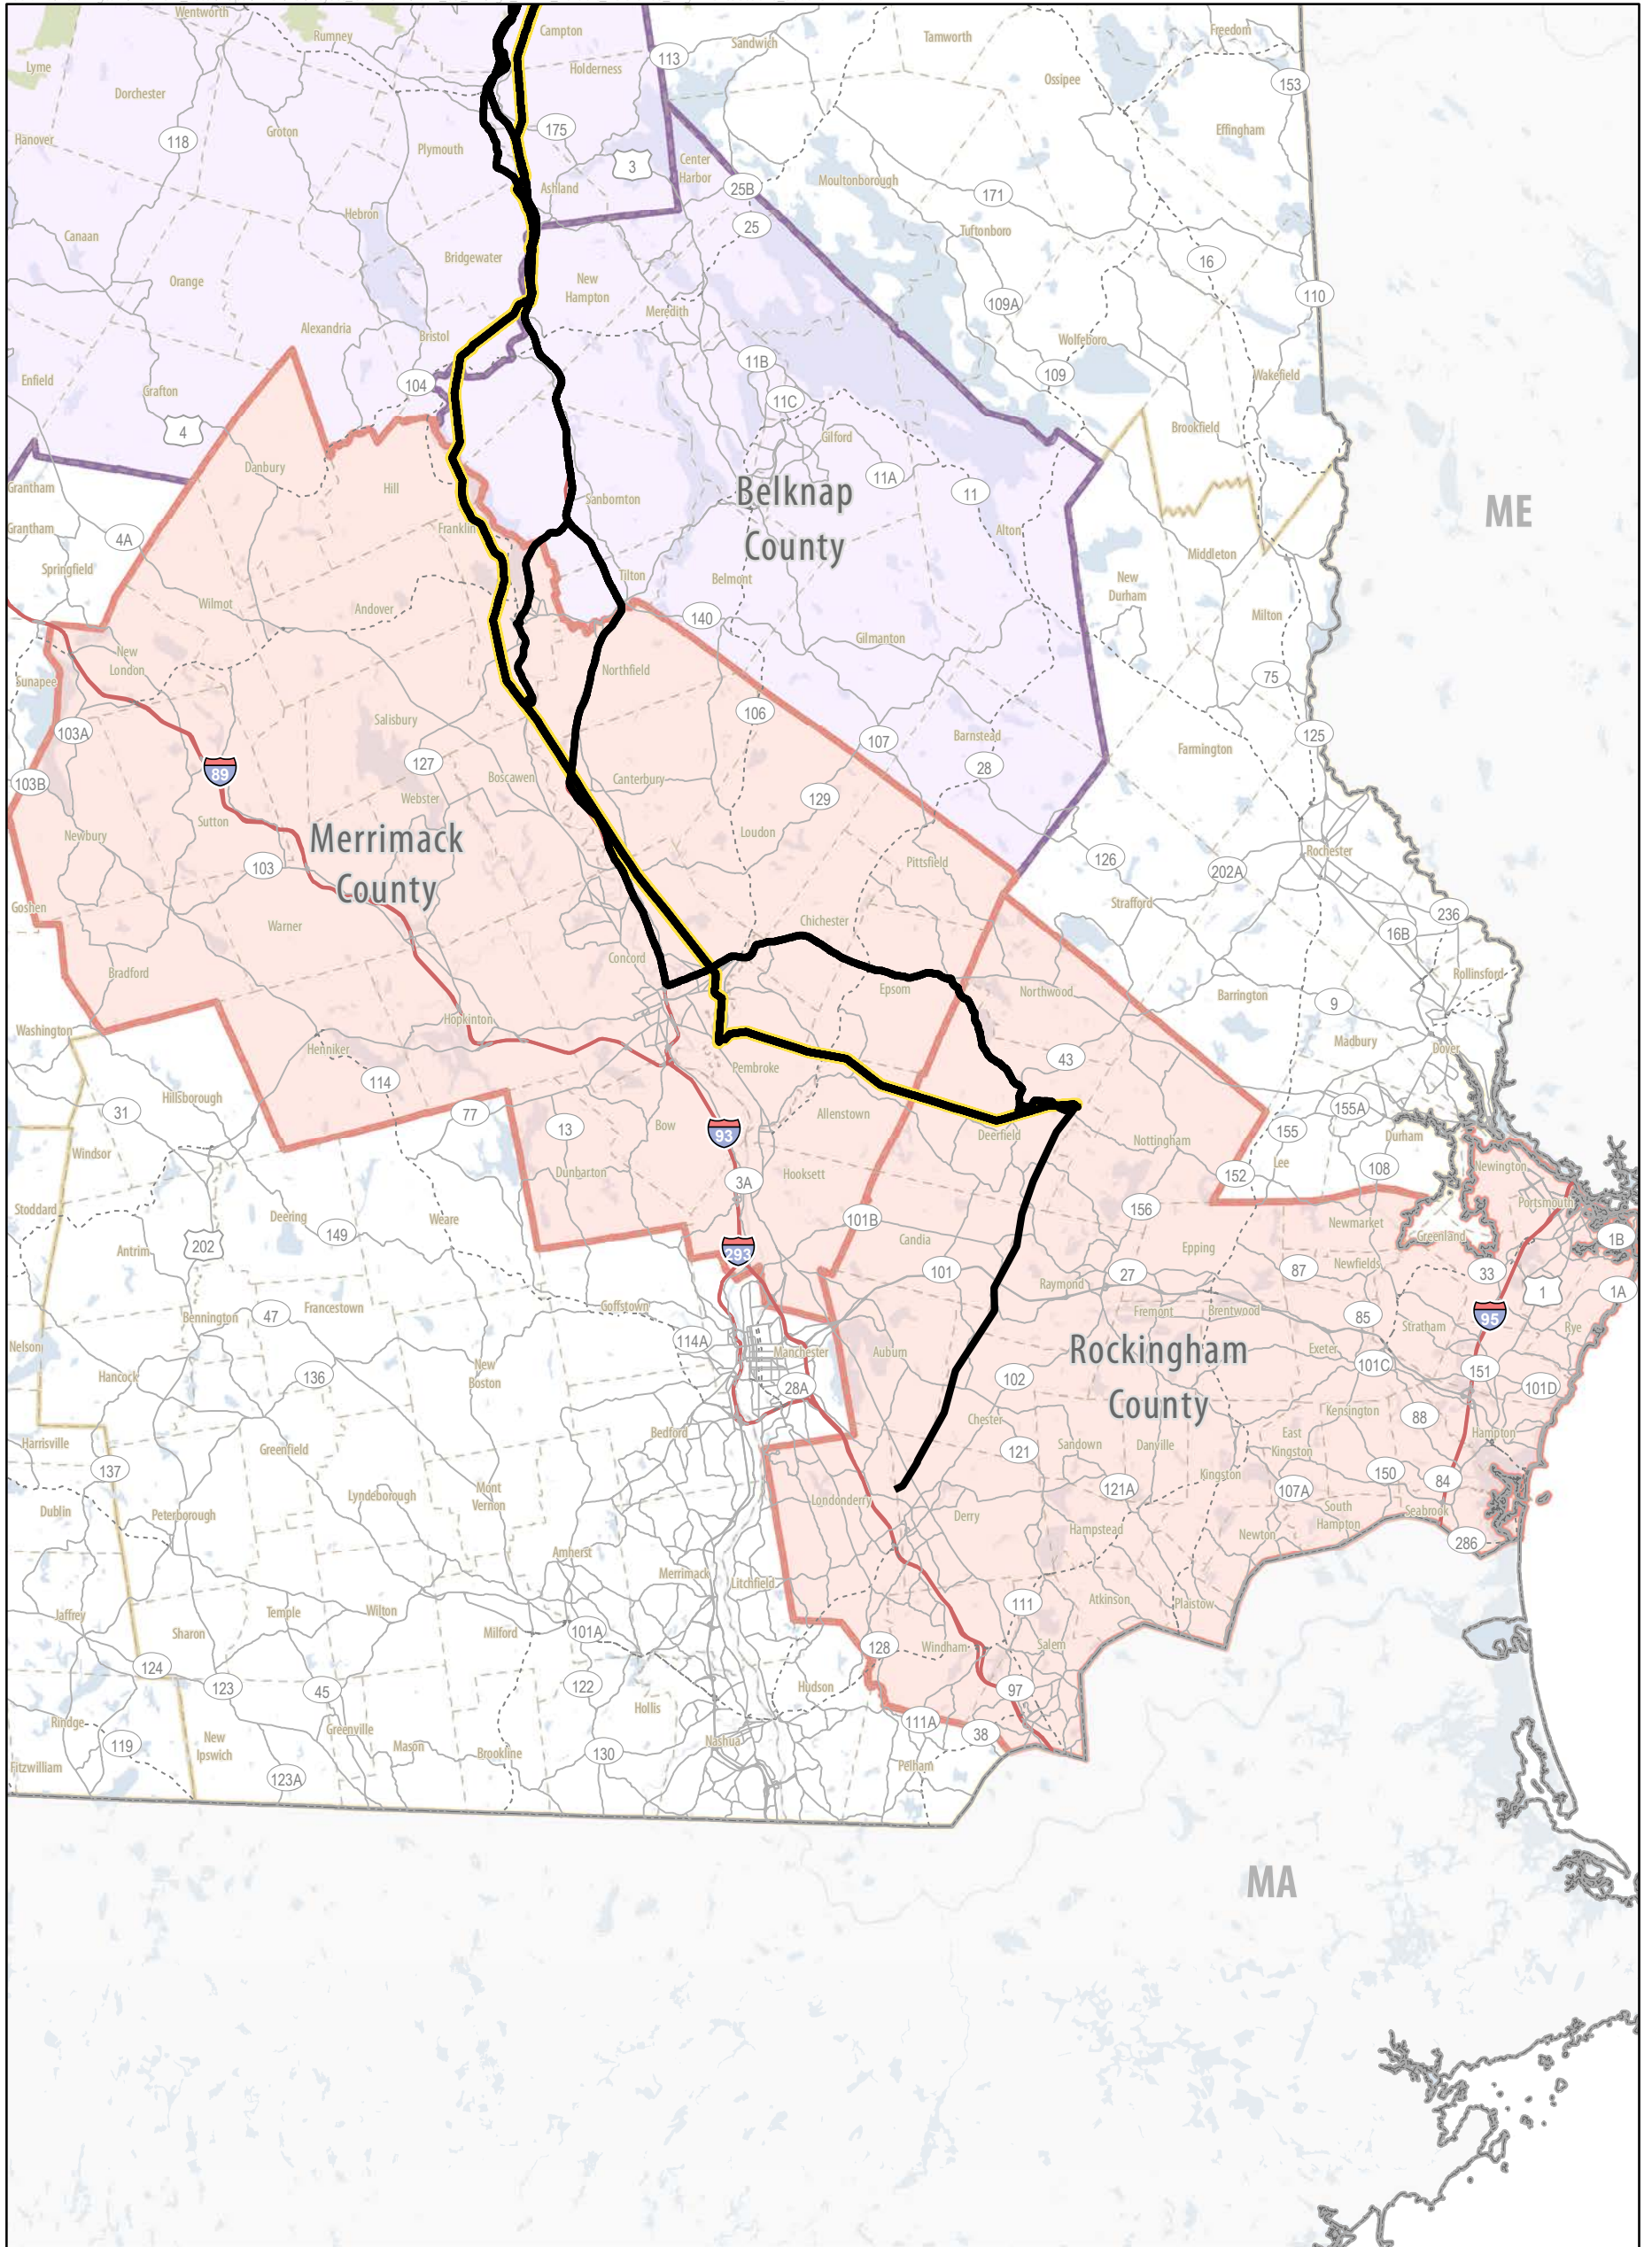 Wentworth
Rumney
Campton
Sandwich
Tamworth
Freedom
113
Lyme
Holderness
Ossipee
153
Dorchester
175
Effingham
Hanover
118
Groton
Plymouth
3
Center
Harbor
Ashland
25B
Moultonborough
171
Hebron
25
Tuftonboro
Canaan
Bridgewater
16
New
Hampton
Orange
110
109A
Meredith
Alexandria
Bristol
Wolfeboro
11B
109
Wakefield
Enfield
104
Grafton
11C
4
Gilford
Brookfield
Danbury
11A
Grantham
Hill
Belknap
County
11
Sanbornton
ME
Grantham
Franklin
Alton
4A
Middleton
Springfield
Tilton
Belmont
New
Durham
Wilmot
Andover
140
Milton
Gilmanton
New
London
Northfield
75
Sunapee
Salisbury
106
103A
107
Barnstead
125
Farmington
127
28
89
Boscawen
Canterbury
103B
Webster
129
Sutton
Merrimack
County
Newbury
Loudon
Rochester
126
Pittsfield
103
202A
Goshen
Strafford
236
Warner
Chichester
16B
Concord
Bradford
Rollinsford
Epsom
Northwood
Barrington
9
Washington
Hopkinton
Henniker
Madbury
Dover
43
Pembroke
114
Hillsborough
31
77
Allenstown
155A
13
Bow
93
Deerfield
155
Durham
Windsor
Nottingham
Lee
Dunbarton
Hooksett
152
108
Newington
3A
Stoddard
156
Portsmouth
Deering
Weare
101B
Newmarket
149
Greenland
1B
Antrim
202
293
Candia
Epping
101
87
Newfields
27
33
Raymond
1
1A
Goffstown
Francestown
Bennington
47
Fremont
Brentwood
85
95
Stratham
Rye
Nelson
114A
Manchester
Auburn
Rockingham
County
Exeter
New
Boston
Hancock
136
102
101C
151
28A
101D
Chester
Kensington
88
Bedford
East
Kingston
Hampton
Harrisville
Greenfield
121
Sandown
Danville
137
Kingston
150
84
Lyndeborough
Mont
Vernon
121A
107A
Londonderry
South
Hampton
Seabrook
Dublin
Peterborough
Derry
Hampstead
Newton
286
Amherst
Merrimack
Litchfield
Atkinson
Plaistow
111
Jaffrey
Temple
Wilton
Sharon
Milford
101A
128
Windham
Salem
124
123
45
122
Hudson
97
Rindge
Hollis
Greenville
111A
38
New
Ipswich
119
Mason
Brookline
Nashua
130
Pelham
Fitzwilliam
123A
MA